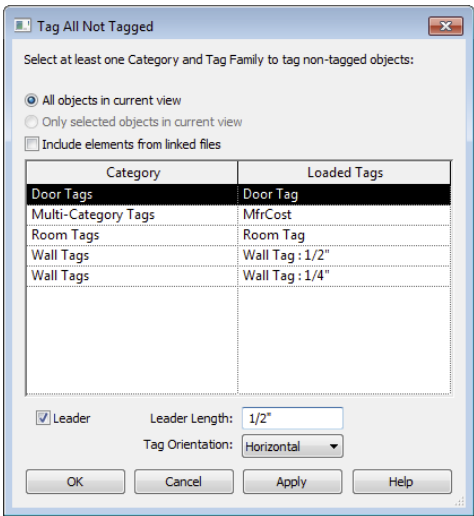 Tag All Not Tagged
Select at least one Category and Tag Family to tag non-tagged objects:
All objects in current view
Only selected objects in current view
Include elements from linked files
Category Loaded Tags
Door Tags Door Tag
Multi-Category Tags MfrCost
Room Tags Room Tag
Wall Tags Wall Tag : 1/2"
Wall Tags Wall Tag : 1/4"
Leader Leader Length: 1/2"
Tag Orientation: Horizontal
OK Cancel Apply Help